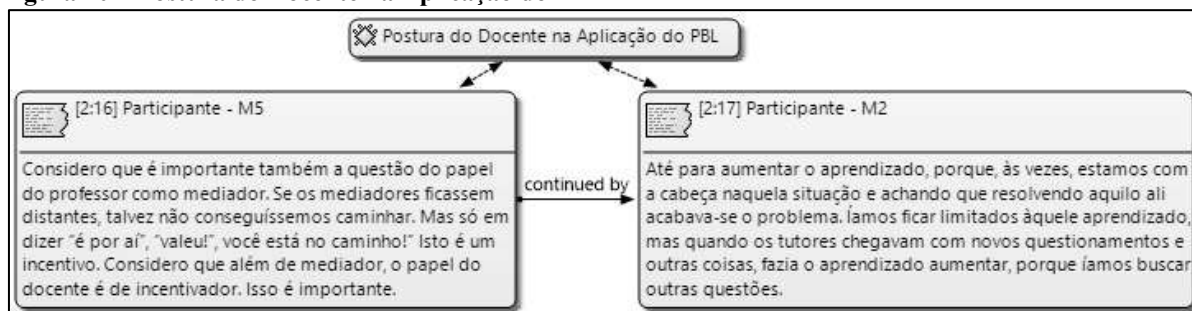 Postura do Docente na Aplicação do PBL
[2:16] Participante - M5
Considero que é importante também a questão do papel
do professor como mediador. Se os mediadores ficassem
distantes, talvez não conseguíssemos caminhar. Mas só em
dizer "é por aí", "valeu!", você está no caminho!" Isto é um
incentivo. Considero que além de mediador, o papel do
docente é de incentivador. Isso é importante.
continued by
[2:17] Participante - M2
Até para aumentar o aprendizado, porque, às vezes, estamos com
a cabeça naquela situação e achando que resolvendo aquilo ali
acabava-se o problema. Íamos ficar limitados àquele aprendizado,
mas quando os tutores chegavam com novos questionamentos e
outras coisas, fazia o aprendizado aumentar, porque íamos buscar
outras questões.